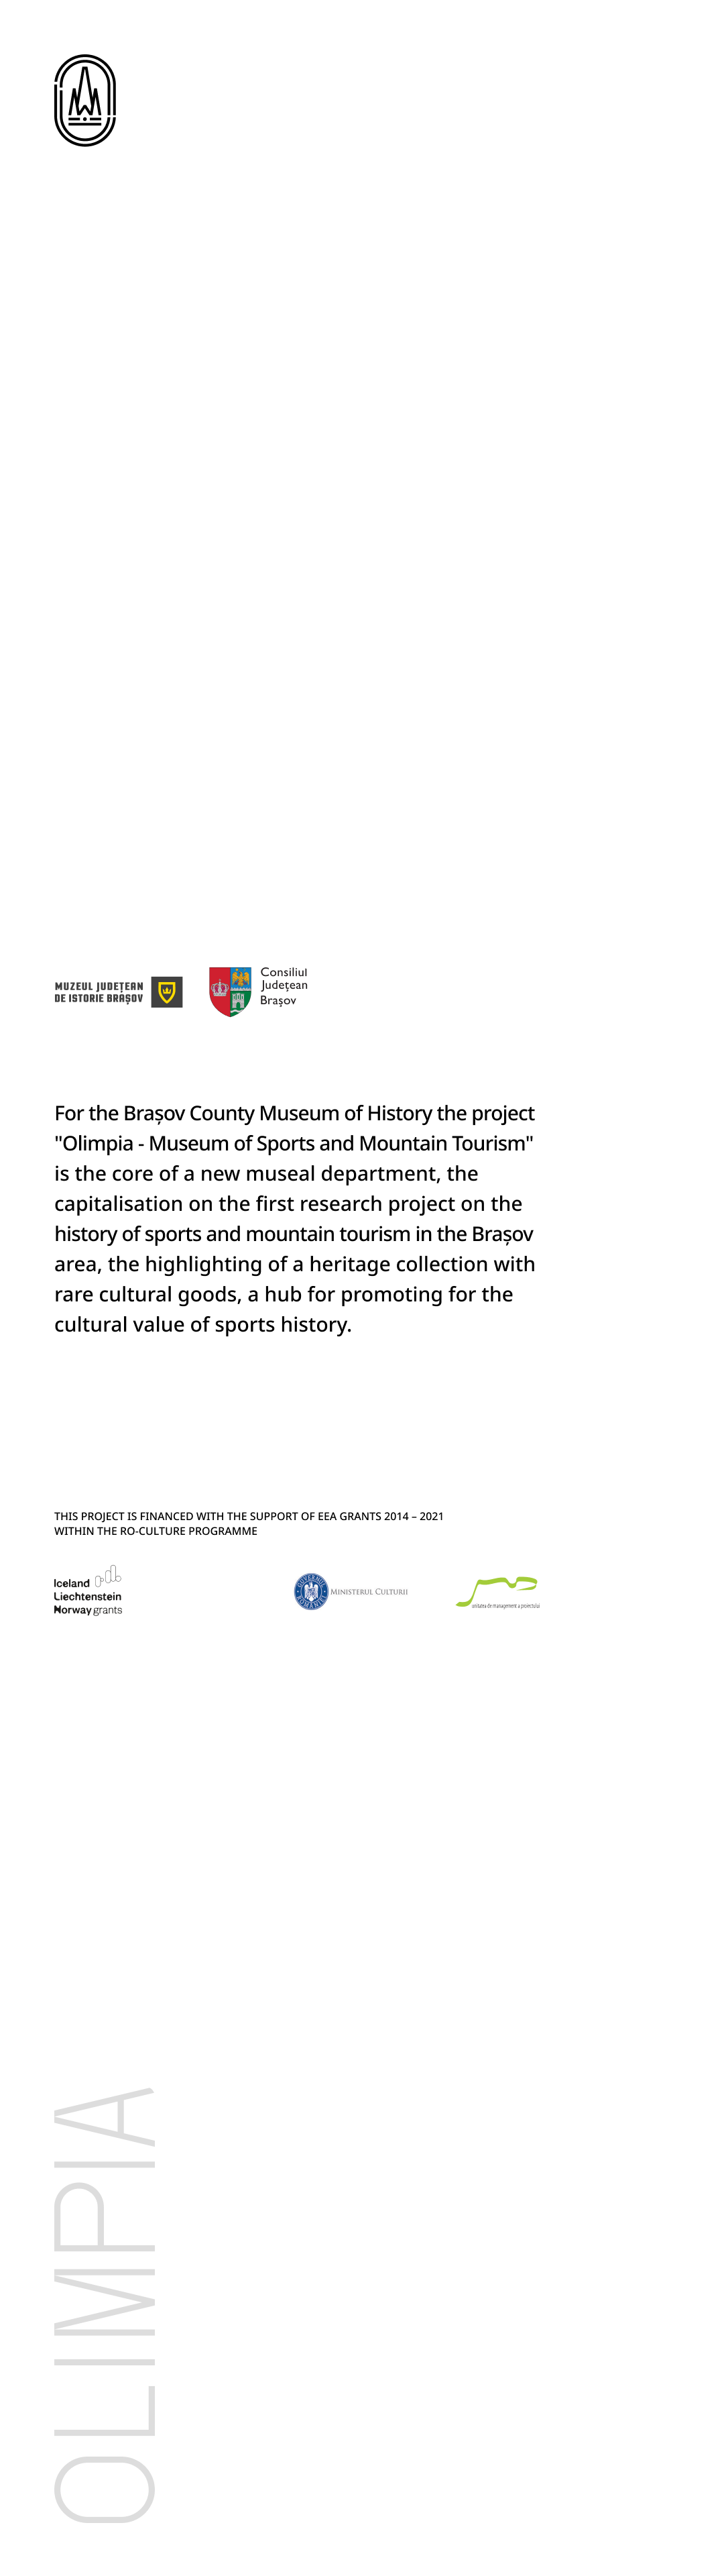 MUZEUL JUDEȚEAN
DE ISTORIE BRAȘOV
Consiliul
Județean
Brașov
For the Brașov County Museum of History the project
"Olimpia - Museum of Sports and Mountain Tourism"
is the core of a new museal department, the
capitalisation on the first research project on the
history of sports and mountain tourism in the Brașov
area, the highlighting of a heritage collection with
rare cultural goods, a hub for promoting for the
cultural value of sports history.
THIS PROJECT IS FINANCED WITH THE SUPPORT OF EEA GRANTS 2014 – 2021
WITHIN THE RO-CULTURE PROGRAMME
Iceland
Liechtenstein
Norway grants
GUVERNUL ROMÂNIEI
MINISTERUL CULTURII
unitatea de management a proiectului
OLIMPIA